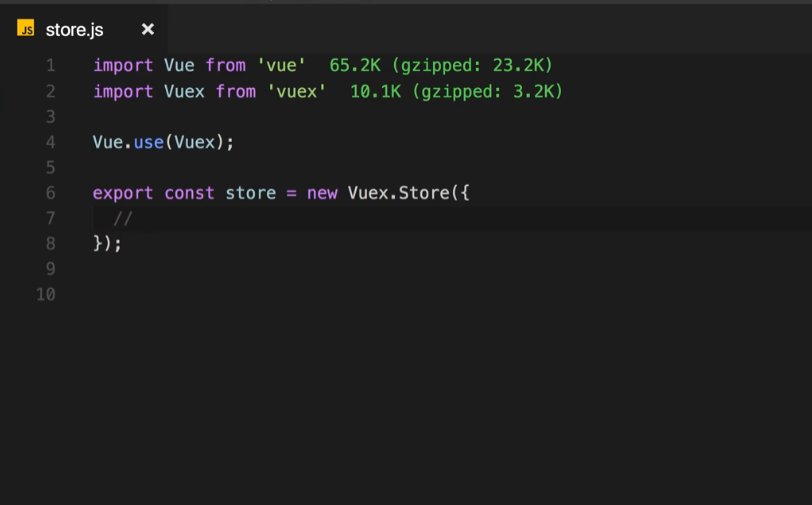 JS store.js ×
1 import Vue from 'vue' 65.2K (gzipped: 23.2K)
2 import Vuex from 'vuex' 10.1K (gzipped: 3.2K)
3
4 Vue.use(Vuex);
5
6 export const store = new Vuex.Store({
7 //
8 });
9
10